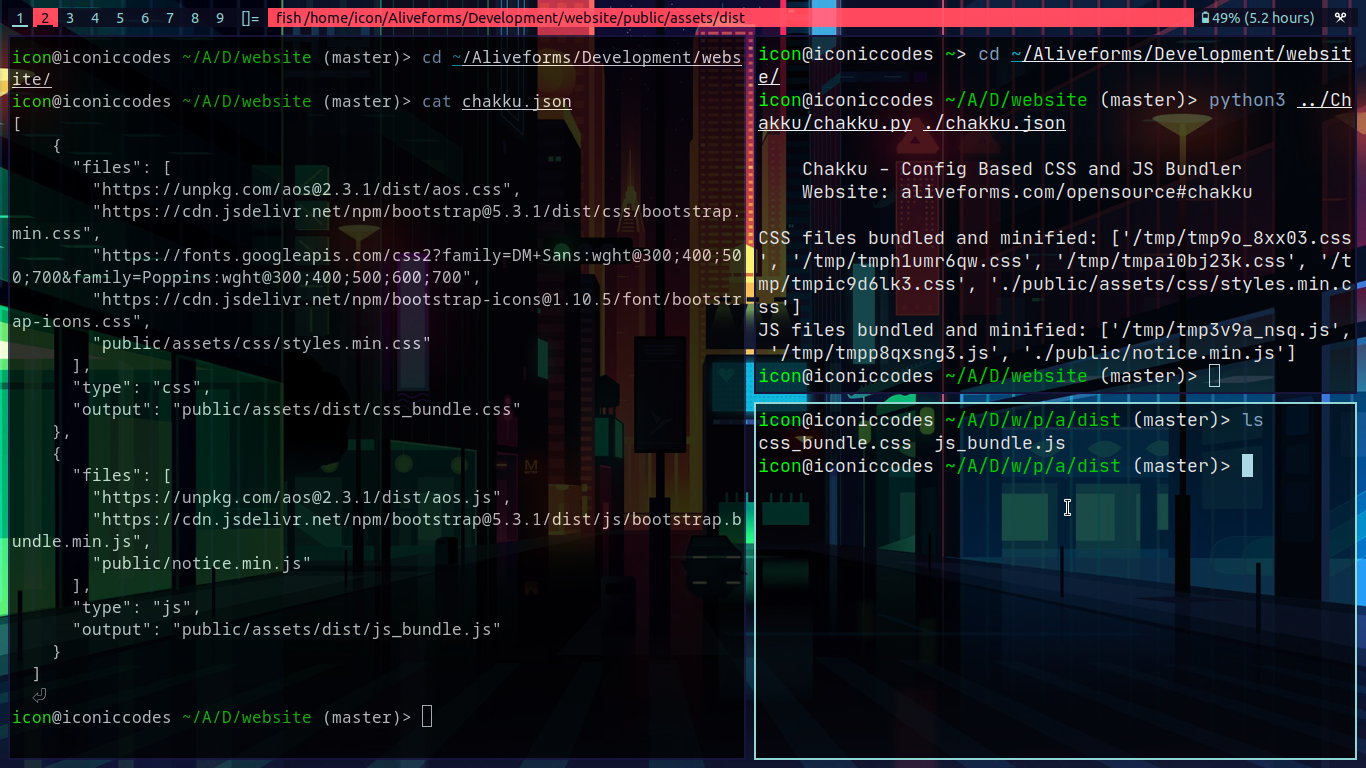 1 2 3 4 5 6 7 8 9 []= fish /home/icon/Aliveforms/Development/website/public/assets/dist 49% (5.2 hours)
icon@iconiccodes ~/A/D/website (master)> cd ~/Aliveforms/Development/webs
ite/
icon@iconiccodes ~/A/D/website (master)> cat chakku.json
[
    {
      "files": [
        "https://unpkg.com/aos@2.3.1/dist/aos.css",
        "https://cdn.jsdelivr.net/npm/bootstrap@5.3.1/dist/css/bootstrap.
min.css",
        "https://fonts.googleapis.com/css2?family=DM+Sans:wght@300;400;50
0;700&family=Poppins:wght@300;400;500;600;700",
        "https://cdn.jsdelivr.net/npm/bootstrap-icons@1.10.5/font/bootstr
ap-icons.css",
        "public/assets/css/styles.min.css"
      ],
      "type": "css",
      "output": "public/assets/dist/css_bundle.css"
    },
    {
      "files": [
        "https://unpkg.com/aos@2.3.1/dist/aos.js",
        "https://cdn.jsdelivr.net/npm/bootstrap@5.3.1/dist/js/bootstrap.b
undle.min.js",
        "public/notice.min.js"
      ],
      "type": "js",
      "output": "public/assets/dist/js_bundle.js"
    }
  ]
⏎
icon@iconiccodes ~/A/D/website (master)>
icon@iconiccodes ~> cd ~/Aliveforms/Development/websit
e/
icon@iconiccodes ~/A/D/website (master)> python3 ../Ch
akku/chakku.py ./chakku.json
    Chakku - Config Based CSS and JS Bundler
    Website: aliveforms.com/opensource#chakku
CSS files bundled and minified: ['/tmp/tmp9o_8xx03.css
', '/tmp/tmph1umr6qw.css', '/tmp/tmpai0bj23k.css', '/t
mp/tmpic9d6lk3.css', './public/assets/css/styles.min.c
ss']
JS files bundled and minified: ['/tmp/tmp3v9a_nsq.js',
 '/tmp/tmpp8qxsng3.js', './public/notice.min.js']
icon@iconiccodes ~/A/D/website (master)>
icon@iconiccodes ~/A/D/w/p/a/dist (master)> ls
css_bundle.css  js_bundle.js
icon@iconiccodes ~/A/D/w/p/a/dist (master)>